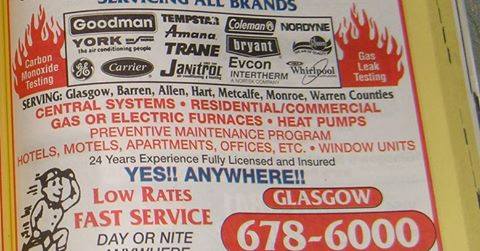 SERVICING ALL BRANDS
Goodman TEMPSTAR Coleman NORDYNE
YORK Amana bryant
the air conditioning people TRANE
GE Carrier JANITROL Evcon Whirlpool
INTERTHERM
A NORTEK COMPANY
Carbon
Monoxide
Testing
Gas
Leak
Testing
SERVING: Glasgow, Barren, Allen, Hart, Metcalfe, Monroe, Warren Counties
CENTRAL SYSTEMS • RESIDENTIAL/COMMERCIAL
GAS OR ELECTRIC FURNACES • HEAT PUMPS
PREVENTIVE MAINTENANCE PROGRAM
HOTELS, MOTELS, APARTMENTS, OFFICES, ETC. • WINDOW UNITS
24 Years Experience Fully Licensed and Insured
YES!! ANYWHERE!!
LOW RATES
FAST SERVICE
DAY OR NITE
ANYWHERE
GLASGOW
678-6000